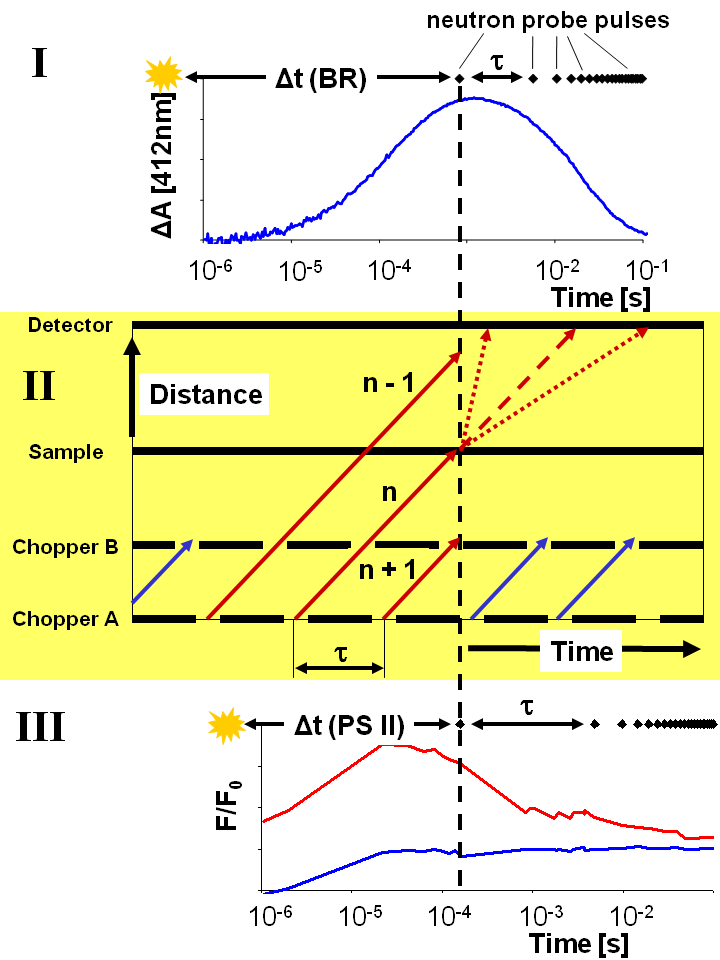 neutron probe pulses
I
Δt (BR)
τ
ΔA [412nm]
10-6
10-5
10-4
10-2
10-1
Time [s]
Detector
II
n - 1
Distance
Sample
n
Chopper B
n + 1
Chopper A
τ
Time
III
Δt (PS II)
τ
F/F0
10-6
10-5
10-4
10-3
10-2
Time [s]